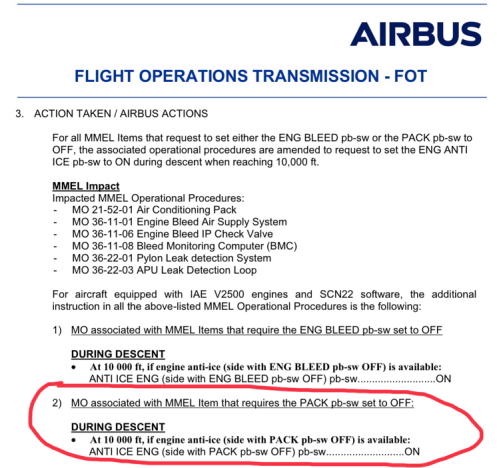 AIRBUS
FLIGHT OPERATIONS TRANSMISSION - FOT
3. ACTION TAKEN / AIRBUS ACTIONS
For all MMEL Items that request to set either the ENG BLEED pb-sw or the PACK pb-sw to
OFF, the associated operational procedures are amended to request to set the ENG ANTI
ICE pb-sw to ON during descent when reaching 10,000 ft.
MMEL Impact
Impacted MMEL Operational Procedures:
- MO 21-52-01 Air Conditioning Pack
- MO 36-11-01 Engine Bleed Air Supply System
- MO 36-11-06 Engine Bleed IP Check Valve
- MO 36-11-08 Bleed Monitoring Computer (BMC)
- MO 36-22-01 Pylon Leak detection System
- MO 36-22-03 APU Leak Detection Loop
For aircraft equipped with IAE V2500 engines and SCN22 software, the additional
instruction in all the above-listed MMEL Operational Procedures is the following:
1) MO associated with MMEL Items that require the ENG BLEED pb-sw set to OFF
DURING DESCENT
• At 10 000 ft, if engine anti-ice (side with ENG BLEED pb-sw OFF) is available:
ANTI ICE ENG (side with ENG BLEED pb-sw OFF) pb-sw............................ON
2) MO associated with MMEL Item that requires the PACK pb-sw set to OFF:
DURING DESCENT
• At 10 000 ft, if engine anti-ice (side with PACK pb-sw OFF) is available:
ANTI ICE ENG (side with PACK pb-sw OFF) pb-sw............................ON